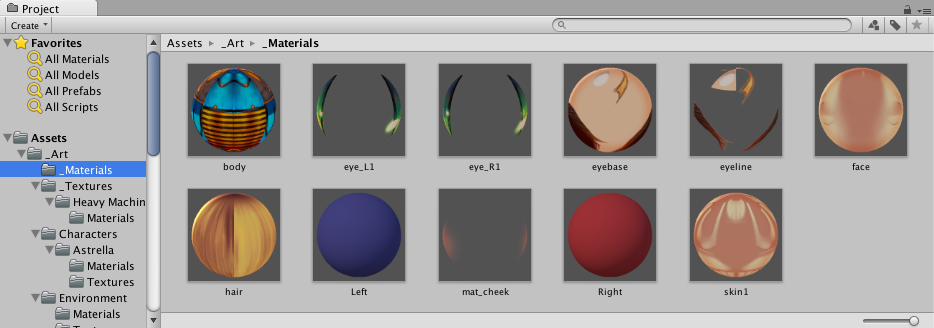 Project
Create
Favorites
All Materials
All Models
All Prefabs
All Scripts
Assets
_Art
_Materials
_Textures
Heavy Machin
Materials
Characters
Astrella
Materials
Textures
Environment
Materials
Assets _Art _Materials
body eye_L1 eye_R1 eyebase eyeline face
hair Left mat_cheek Right skin1